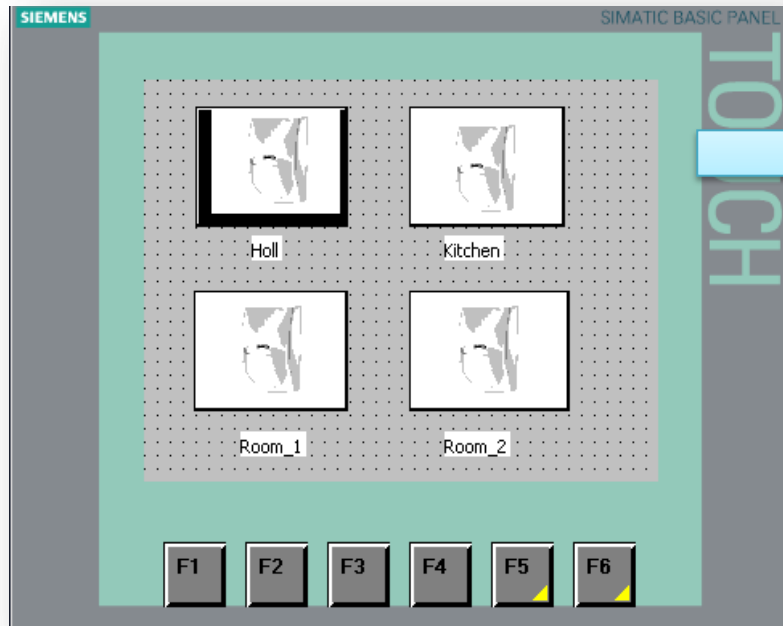 SIEMENS
SIMATIC BASIC PANEL
TOUCH
Holl
Kitchen
Room_1
Room_2
F1
F2
F3
F4
F5
F6